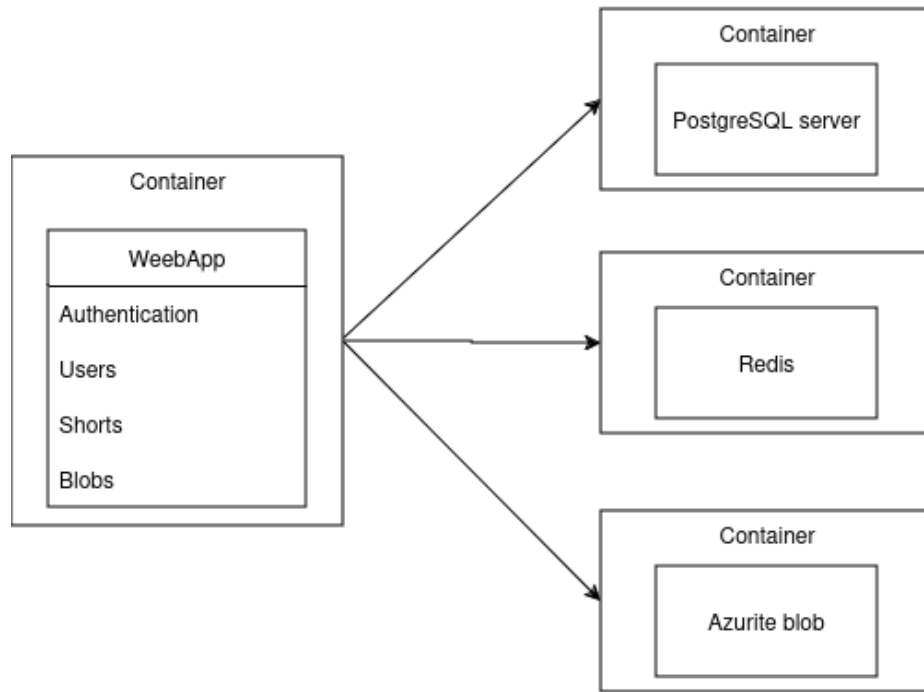 Container
WeebApp
Authentication
Users
Shorts
Blobs
Container
PostgreSQL server
Container
Redis
Container
Azurite blob